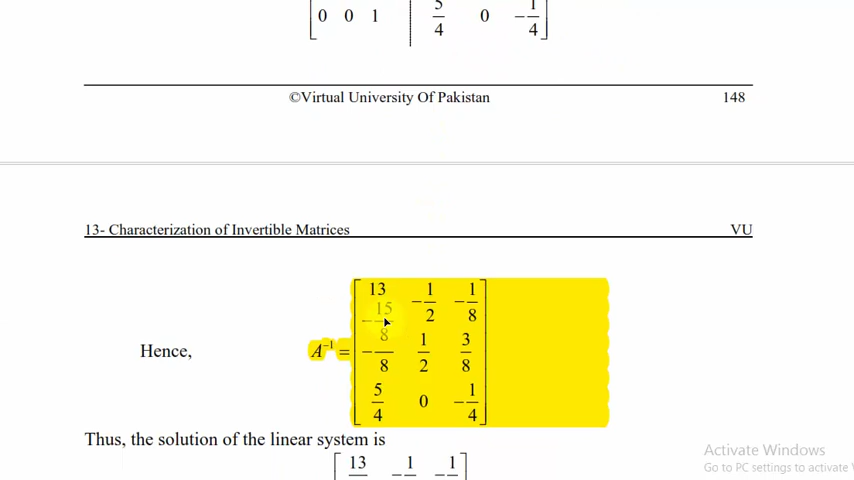 0 0 1 5/4 0 -1/4
©Virtual University Of Pakistan 148
13- Characterization of Invertible Matrices VU
Hence, A⁻¹ =
13 -1/2 -1/8
-15/8
-/8 1/2 3/8
5/4 0 -1/4
Thus, the solution of the linear system is
13 -1 -1
Activate Windows
Go to PC settings to activate